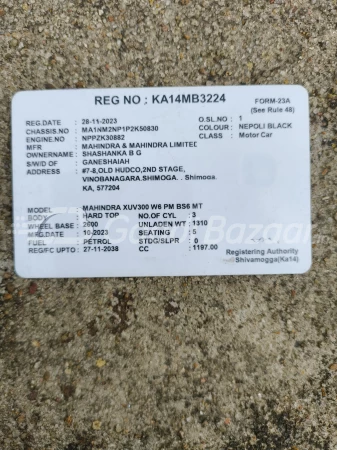 REG NO : KA14MB3224
FORM-23A
(See Rule 48)
REG.DATE : 28-11-2023 O.SL.NO : 1
CHASSIS.NO : MA1NM2NP1P2K50830 COLOUR : NEPOLI BLACK
ENGINE.NO : NPPZK30882 CLASS : Motor Car
MFR : MAHINDRA & MAHINDRA LIMITEE
OWNERNAME : SHASHANKA B G
S/W/D OF : GANESHAIAH
ADDRESS : #7-8,OLD HUDCO,2ND STAGE,
VINOBANAGARA.SHIMOGA. . Shimoga.
KA, 577204
MODEL : MAHINDRA XUV300 W6 PM BS6 MT
BODY : HARD TOP NO.OF CYL : 3
WHEEL BASE : 2600 UNLADEN WT : 1310
MFG.DATE : 10-2023 SEATING : 5
FUEL : PETROL STDG/SLPR : 0
REG/FC UPTO : 27-11-2038 CC : 1197.00
Registering Authority
Shivamogga(Ka14)